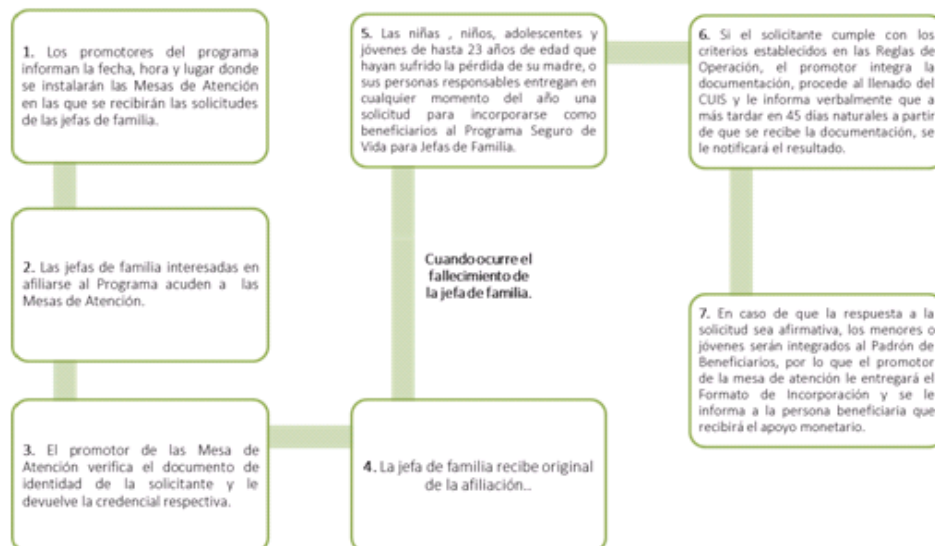 1. Los promotores del programa
informan la fecha, hora y lugar donde
se instalarán las Mesas de Atención
en las que se recibirán las solicitudes
de las jefas de familia.
2. Las jefas de familia interesadas en
afiliarse al Programa acuden a las
Mesas de Atención.
3. El promotor de las Mesa de
Atención verifica el documento de
identidad de la solicitante y le
devuelve la credencial respectiva.
4. La jefa de familia recibe original
de la afiliación..
Cuando ocurre el
fallecimiento de
la jefa de familia.
5. Las niñas , niños, adolescentes y
jóvenes de hasta 23 años de edad que
hayan sufrido la pérdida de su madre, o
sus personas responsables entregan en
cualquier momento del año una
solicitud para incorporarse como
beneficiarios al Programa Seguro de
Vida para Jefas de Familia.
6. Si el solicitante cumple con los
criterios establecidos en las Reglas de
Operación, el promotor integra la
documentación, procede al llenado del
CUIS y le informa verbalmente que a
más tardar en 45 días naturales a partir
de que se recibe la documentación, se
le notificará el resultado.
7. En caso de que la respuesta a la
solicitud sea afirmativa, los menores o
jóvenes serán integrados al Padrón de
Beneficiarios, por lo que el promotor
de la mesa de atención le entregará el
Formato de Incorporación y se le
informa a la persona beneficiaria que
recibirá el apoyo monetario.